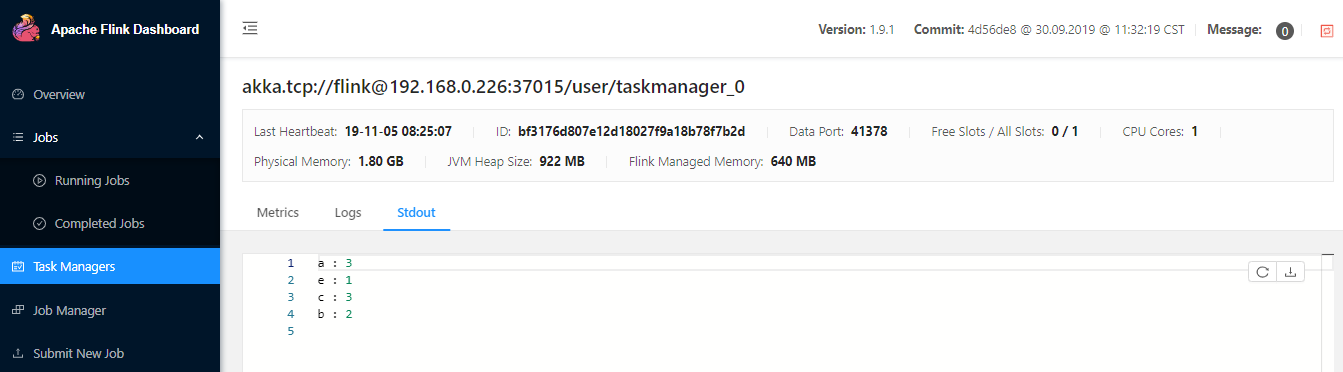 Apache Flink Dashboard
Version: 1.9.1 Commit: 4d56de8 @ 30.09.2019 @ 11:32:19 CST Message: 0
Overview
Jobs
Running Jobs
Completed Jobs
Task Managers
Job Manager
Submit New Job
akka.tcp://flink@192.168.0.226:37015/user/taskmanager_0
Last Heartbeat: 19-11-05 08:25:07 ID: bf3176d807e12d18027f9a18b78f7b2d Data Port: 41378 Free Slots / All Slots: 0 / 1 CPU Cores: 1
Physical Memory: 1.80 GB JVM Heap Size: 922 MB Flink Managed Memory: 640 MB
Metrics Logs Stdout
1 a : 3
2 e : 1
3 c : 3
4 b : 2
5